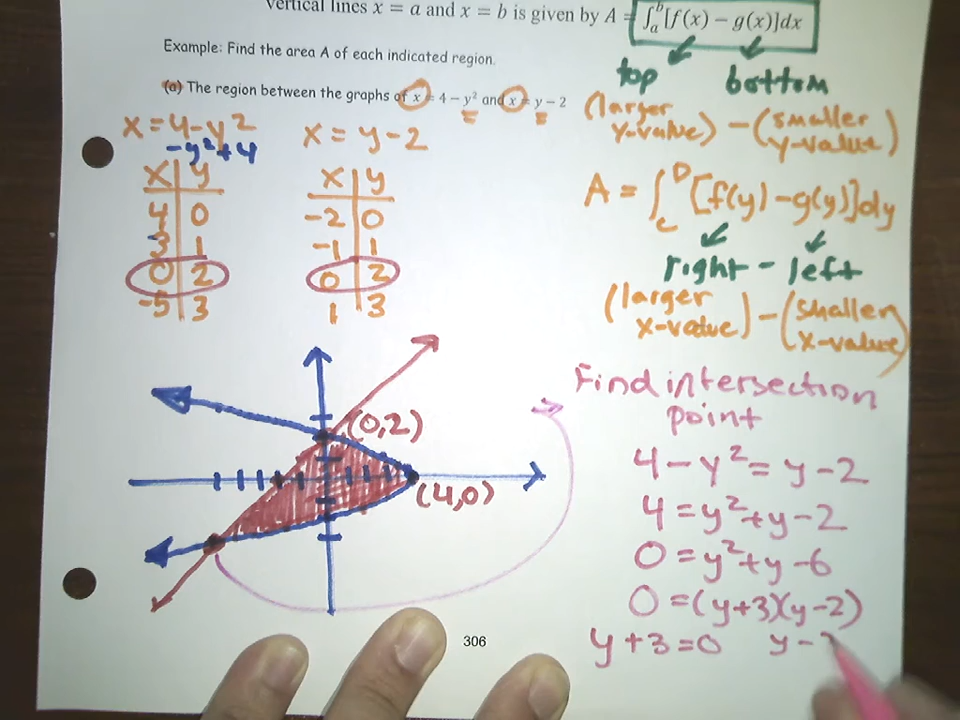 vertical lines x = a and x = b is given by A = ∫ₐᵇ[f(x) − g(x)]dx
top bottom
(larger y-value) − (smaller y-value)
Example: Find the area A of each indicated region.
(a) The region between the graphs of x = 4 − y² and x = y − 2
x = 4 − y²
−y² + 4
x y
4 0
3 1
0 2
−5 3
x = y − 2
x y
−2 0
−1 1
0 2
1 3
A = ∫ [f(y) − g(y)]dy
right − left
(larger x-value) − (smaller x-value)
(0,2)
(4,0)
Find intersection
point
4 − y² = y − 2
4 = y² + y − 2
0 = y² + y − 6
0 = (y+3)(y−2)
y + 3 = 0 y −
306